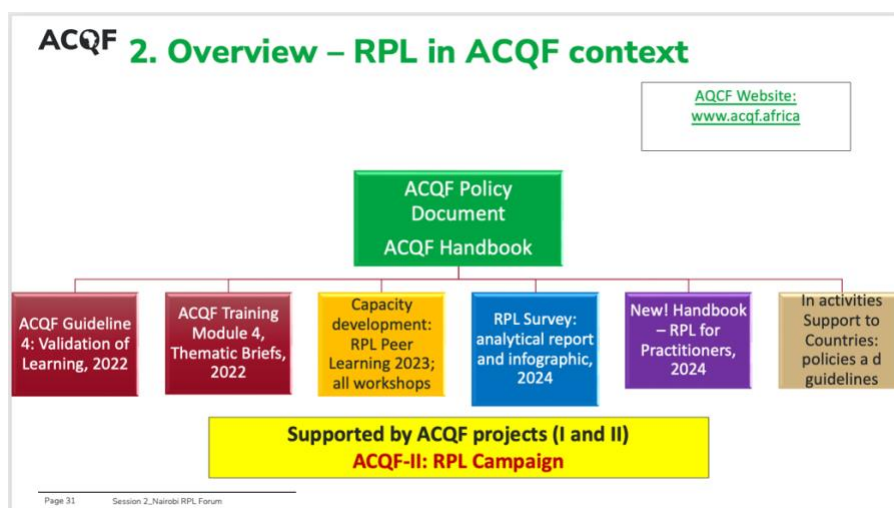 ACQF
2. Overview – RPL in ACQF context
AQCF Website:
www.acqf.africa
ACQF Policy
Document
ACQF Handbook
ACQF Guideline
4: Validation of
Learning, 2022
ACQF Training
Module 4,
Thematic Briefs,
2022
Capacity
development:
RPL Peer
Learning 2023;
all workshops
RPL Survey:
analytical report
and infographic,
2024
New! Handbook
– RPL for
Practitioners,
2024
In activities
Support to
Countries:
policies a d
guidelines
Supported by ACQF projects (I and II)
ACQF-II: RPL Campaign
Page 31 Session 2_Nairobi RPL Forum